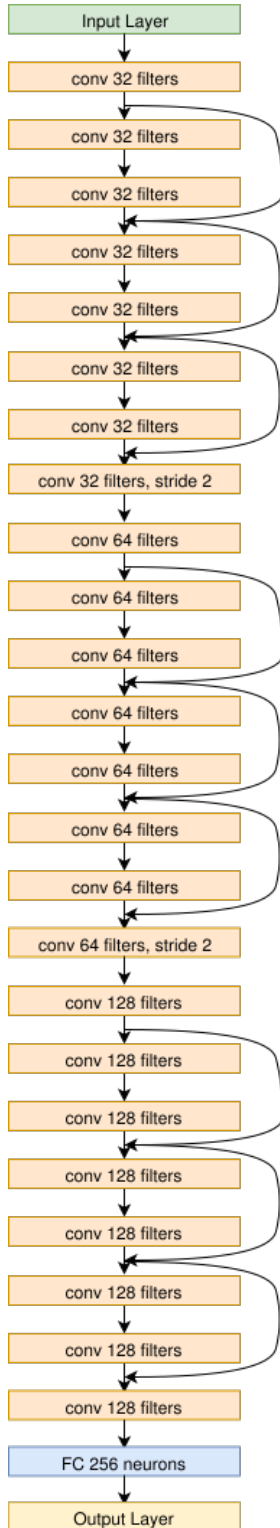 Input Layer
conv 32 filters
conv 32 filters
conv 32 filters
conv 32 filters
conv 32 filters
conv 32 filters
conv 32 filters
conv 32 filters, stride 2
conv 64 filters
conv 64 filters
conv 64 filters
conv 64 filters
conv 64 filters
conv 64 filters
conv 64 filters
conv 64 filters, stride 2
conv 128 filters
conv 128 filters
conv 128 filters
conv 128 filters
conv 128 filters
conv 128 filters
conv 128 filters
conv 128 filters
FC 256 neurons
Output Layer